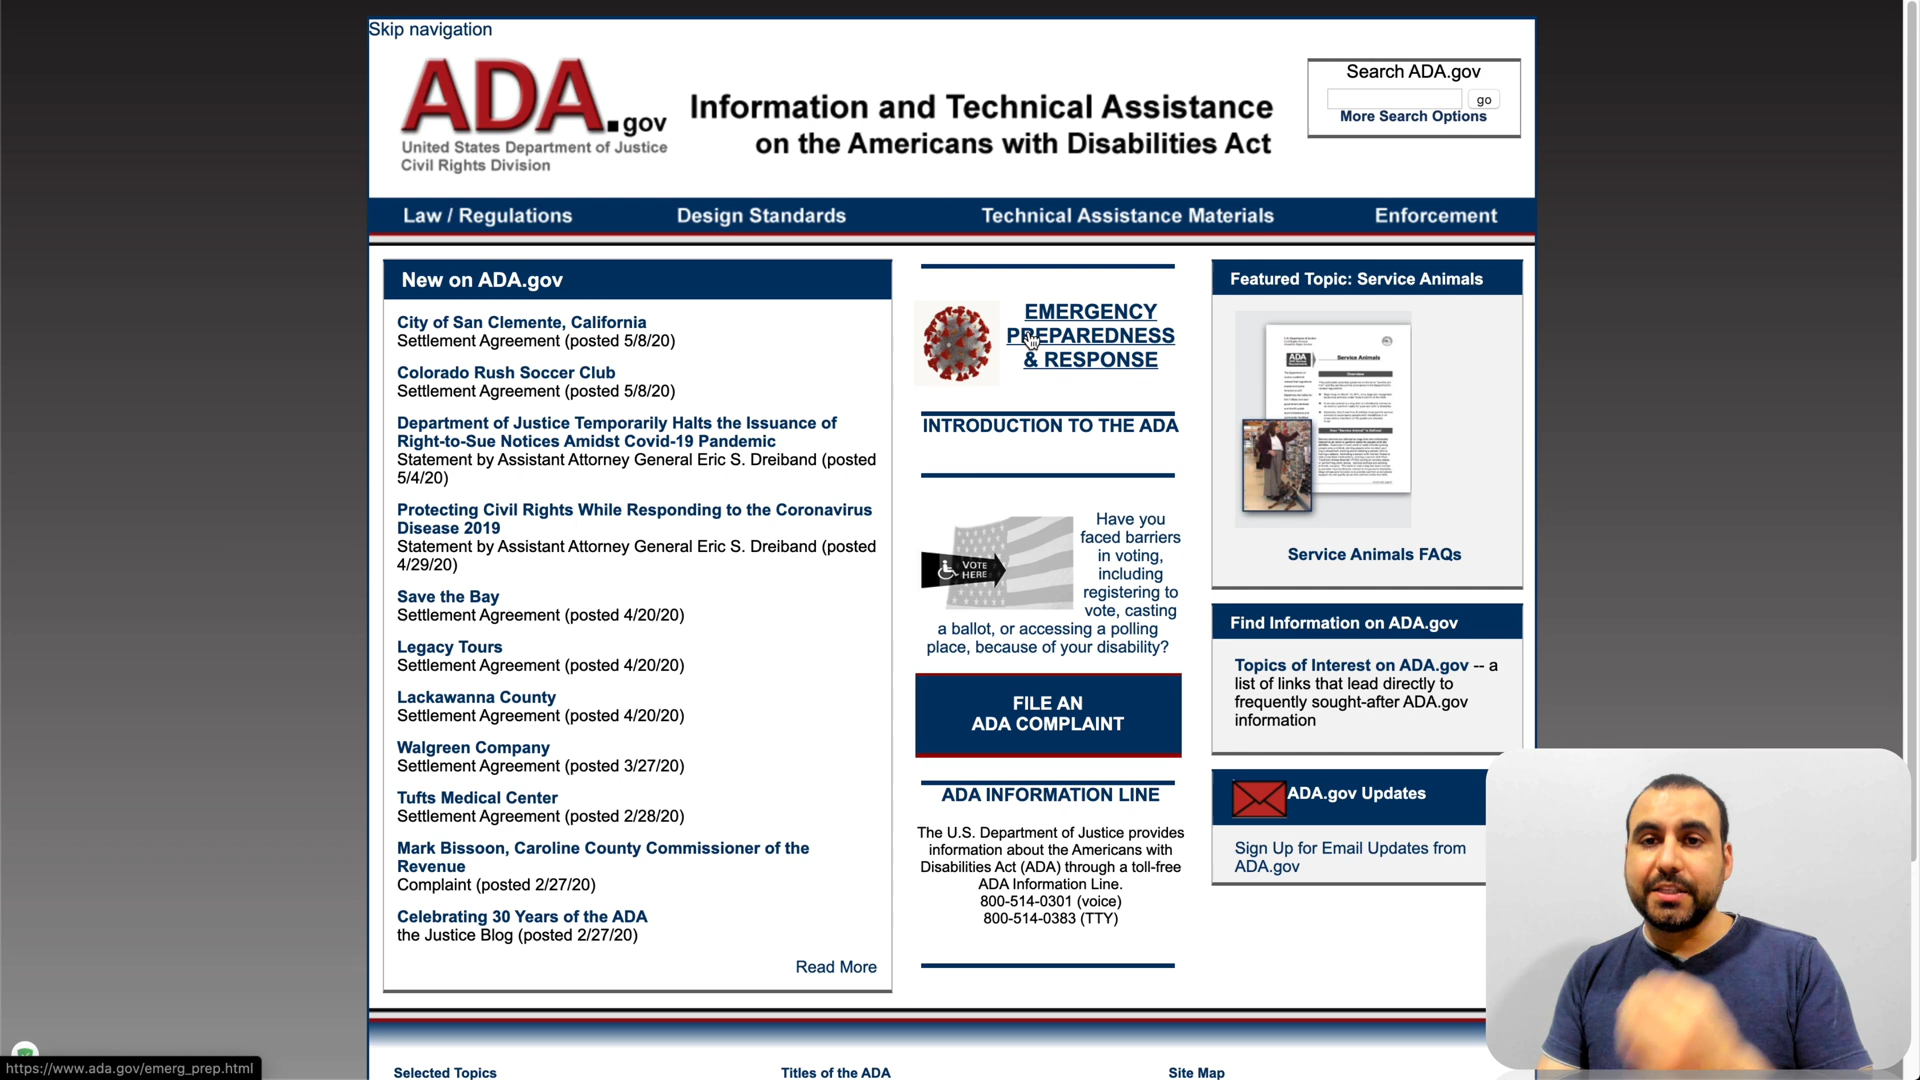 Skip navigation
ADA.gov
United States Department of Justice
Civil Rights Division
Information and Technical Assistance
on the Americans with Disabilities Act
Search ADA.gov
go
More Search Options
Law / Regulations
Design Standards
Technical Assistance Materials
Enforcement
New on ADA.gov
City of San Clemente, California
Settlement Agreement (posted 5/8/20)
Colorado Rush Soccer Club
Settlement Agreement (posted 5/8/20)
Department of Justice Temporarily Halts the Issuance of
Right-to-Sue Notices Amidst Covid-19 Pandemic
Statement by Assistant Attorney General Eric S. Dreiband (posted
5/4/20)
Protecting Civil Rights While Responding to the Coronavirus
Disease 2019
Statement by Assistant Attorney General Eric S. Dreiband (posted
4/29/20)
Save the Bay
Settlement Agreement (posted 4/20/20)
Legacy Tours
Settlement Agreement (posted 4/20/20)
Lackawanna County
Settlement Agreement (posted 4/20/20)
Walgreen Company
Settlement Agreement (posted 3/27/20)
Tufts Medical Center
Settlement Agreement (posted 2/28/20)
Mark Bissoon, Caroline County Commissioner of the
Revenue
Complaint (posted 2/27/20)
Celebrating 30 Years of the ADA
the Justice Blog (posted 2/27/20)
Read More
EMERGENCY
PREPAREDNESS
& RESPONSE
INTRODUCTION TO THE ADA
VOTE
HERE
Have you
faced barriers
in voting,
including
registering to
vote, casting
a ballot, or accessing a polling
place, because of your disability?
FILE AN
ADA COMPLAINT
ADA INFORMATION LINE
The U.S. Department of Justice provides
information about the Americans with
Disabilities Act (ADA) through a toll-free
ADA Information Line.
800-514-0301 (voice)
800-514-0383 (TTY)
Featured Topic: Service Animals
ADA
Service Animals
Service Animals FAQs
Find Information on ADA.gov
Topics of Interest on ADA.gov -- a
list of links that lead directly to
frequently sought-after ADA.gov
information
ADA.gov Updates
Sign Up for Email Updates from
ADA.gov
Selected Topics
Titles of the ADA
Site Map
https://www.ada.gov/emerg_prep.html